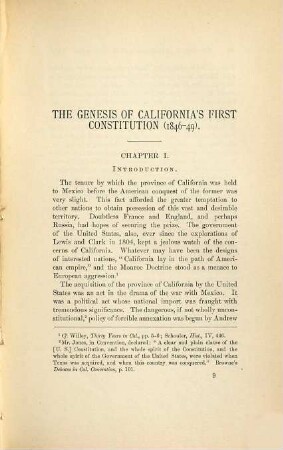 THE GENESIS OF CALIFORNIA'S FIRST
CONSTITUTION (1846-49).
CHAPTER I.
INTRODUCTION.
The tenure by which the province of California was held
to Mexico before the American conquest of the former was
very slight. This fact afforded the greater temptation to
other nations to obtain possession of this vast and desirable
territory. Doubtless France and England, and perhaps
Russia, had hopes of securing the prize. The government
of the United States, also, ever since the explorations of
Lewis and Clark in 1804, kept a jealous watch of the con-
cerns of California. Whatever may have been the designs
of interested nations, "California lay in the path of Ameri-
can empire," and the Monroe Doctrine stood as a menace to
European aggression.¹
The acquisition of the province of California by the United
States was an act in the drama of the war with Mexico. It
was a political act whose national import was fraught with
tremendous significance. The dangerous, if not wholly uncon-
stitutional,² policy of forcible annexation was begun by Andrew
¹ Cf. Willey, Thirty Years in Cal., pp. 5-8; Schouler, Hist., IV, 446.
² Mr. Jones, in Convention, declared: "A clear and plain clause of the
[U. S.] Constitution, and the whole spirit of the Constitution, and the
whole spirit of the Government of the United States, were violated when
Texas was acquired, and when this country was conquered." Browne's
Debates in Cal. Convention, p. 101.
9